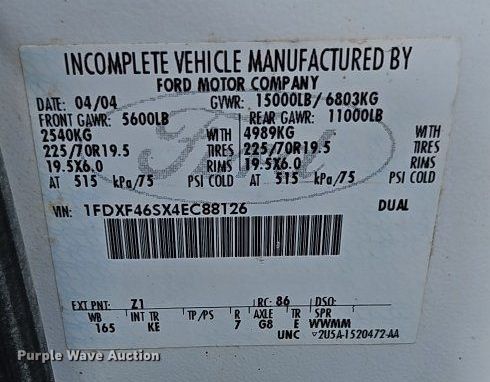 INCOMPLETE VEHICLE MANUFACTURED BY
FORD MOTOR COMPANY
DATE: 04/04 GVWR: 15000LB/ 6803KG
FRONT GAWR: 5600LB REAR GAWR: 11000LB
2540KG WITH 4989KG WITH
225/70R19.5 TIRES 225/70R19.5 TIRES
19.5X6.0 RIMS 19.5X6.0 RIMS
AT 515 kPa/75 PSI COLD AT 515 kPa/75 PSI COLD
VIN: 1FDXF46SX4EC88126 DUAL
Ford
EXT PNT: Z1 RC: 86 DSO:
WB INT TR TP/PS R AXLE TR SPR
165 KE 7 G8 E WWMM
UNC v2U5A-1520472-AA
Purple Wave Auction